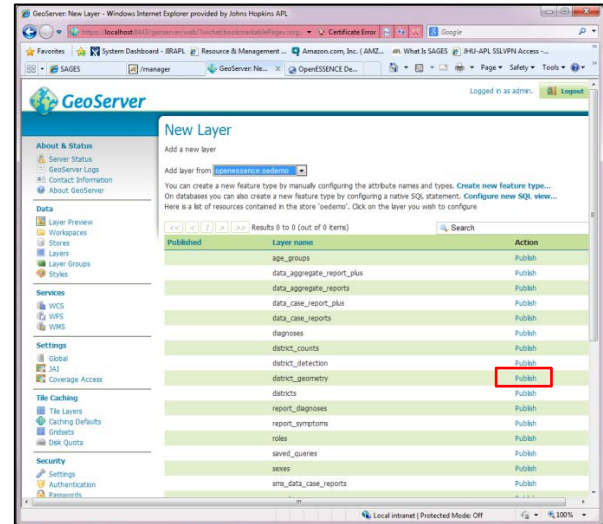 GeoServer: New Layer - Windows Internet Explorer provided by Johns Hopkins APL
Certificate Error
Google
Favorites System Dashboard - JIRAPL Resource & Management ... Amazon.com, Inc. (AMZ... What Is SAGES JHU-APL SSLVPN Access -...
SAGES /manager GeoServer: Ne... OpenESSENCE De... Page Safety Tools
GeoServer
Logged in as admin. Logout
About & Status
Server Status
GeoServer Logs
Contact Information
About GeoServer
Data
Layer Preview
Workspaces
Stores
Layers
Layer Groups
Styles
Services
WCS
WFS
WMS
Settings
Global
JAI
Coverage Access
Tile Caching
Tile Layers
Caching Defaults
Gridsets
Disk Quota
Security
Settings
Authentication
Passwords
New Layer
Add a new layer
Add layer from openessence oedemo
You can create a new feature type by manually configuring the attribute names and types. Create new feature type...
On databases you can also create a new feature type by configuring a native SQL statement. Configure new SQL view...
Here is a list of resources contained in the store 'oedemo'. Click on the layer you wish to configure
<< < 1 > >> Results 0 to 0 (out of 0 items) Search
Published Layer name Action
age_groups Publish
data_aggregate_report_plus Publish
data_aggregate_reports Publish
data_case_report_plus Publish
data_case_reports Publish
diagnoses Publish
district_counts Publish
district_detection Publish
district_geometry Publish
districts Publish
report_diagnoses Publish
report_symptoms Publish
roles Publish
saved_queries Publish
sexes Publish
sms_data_case_reports Publish
Local intranet | Protected Mode: Off 100%